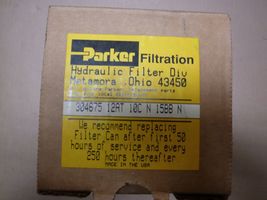 Parker Filtration
Hydraulic Filter Div
Metamora, Ohio 43450
304675 12AT 10C N 15BB N
We recommend replacing
Filter Can after first 50
hours of service and every
250 hours thereafter
MADE IN THE USA